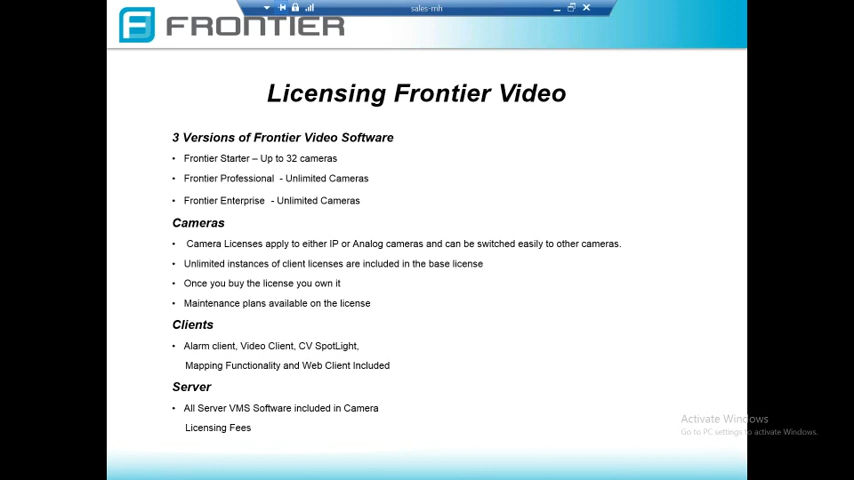 sales-mh
FRONTIER
Licensing Frontier Video
3 Versions of Frontier Video Software
• Frontier Starter – Up to 32 cameras
• Frontier Professional - Unlimited Cameras
• Frontier Enterprise - Unlimited Cameras
Cameras
• Camera Licenses apply to either IP or Analog cameras and can be switched easily to other cameras.
• Unlimited instances of client licenses are included in the base license
• Once you buy the license you own it
• Maintenance plans available on the license
Clients
• Alarm client, Video Client, CV SpotLight,
Mapping Functionality and Web Client Included
Server
• All Server VMS Software included in Camera
Licensing Fees
Activate Windows
Go to PC settings to activate Windows.